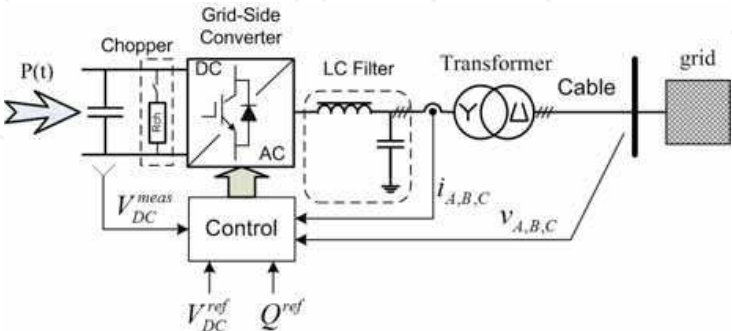 Grid-Side
Converter
Chopper
P(t)
DC
Rch
AC
LC Filter
Transformer
Y Δ
Cable
grid
V_DC^meas
Control
i_A,B,C
v_A,B,C
V_DC^ref
Q^ref